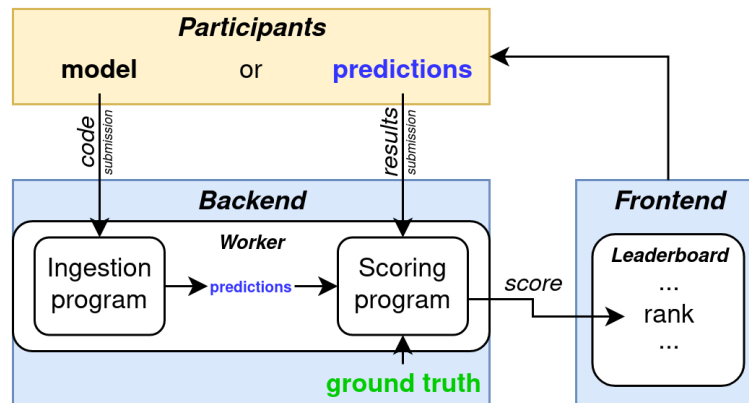 Participants
model or predictions
code
submission
results
submission
Backend
Frontend
Worker
Ingestion
program
predictions
Scoring
program
score
Leaderboard
...
rank
...
ground truth